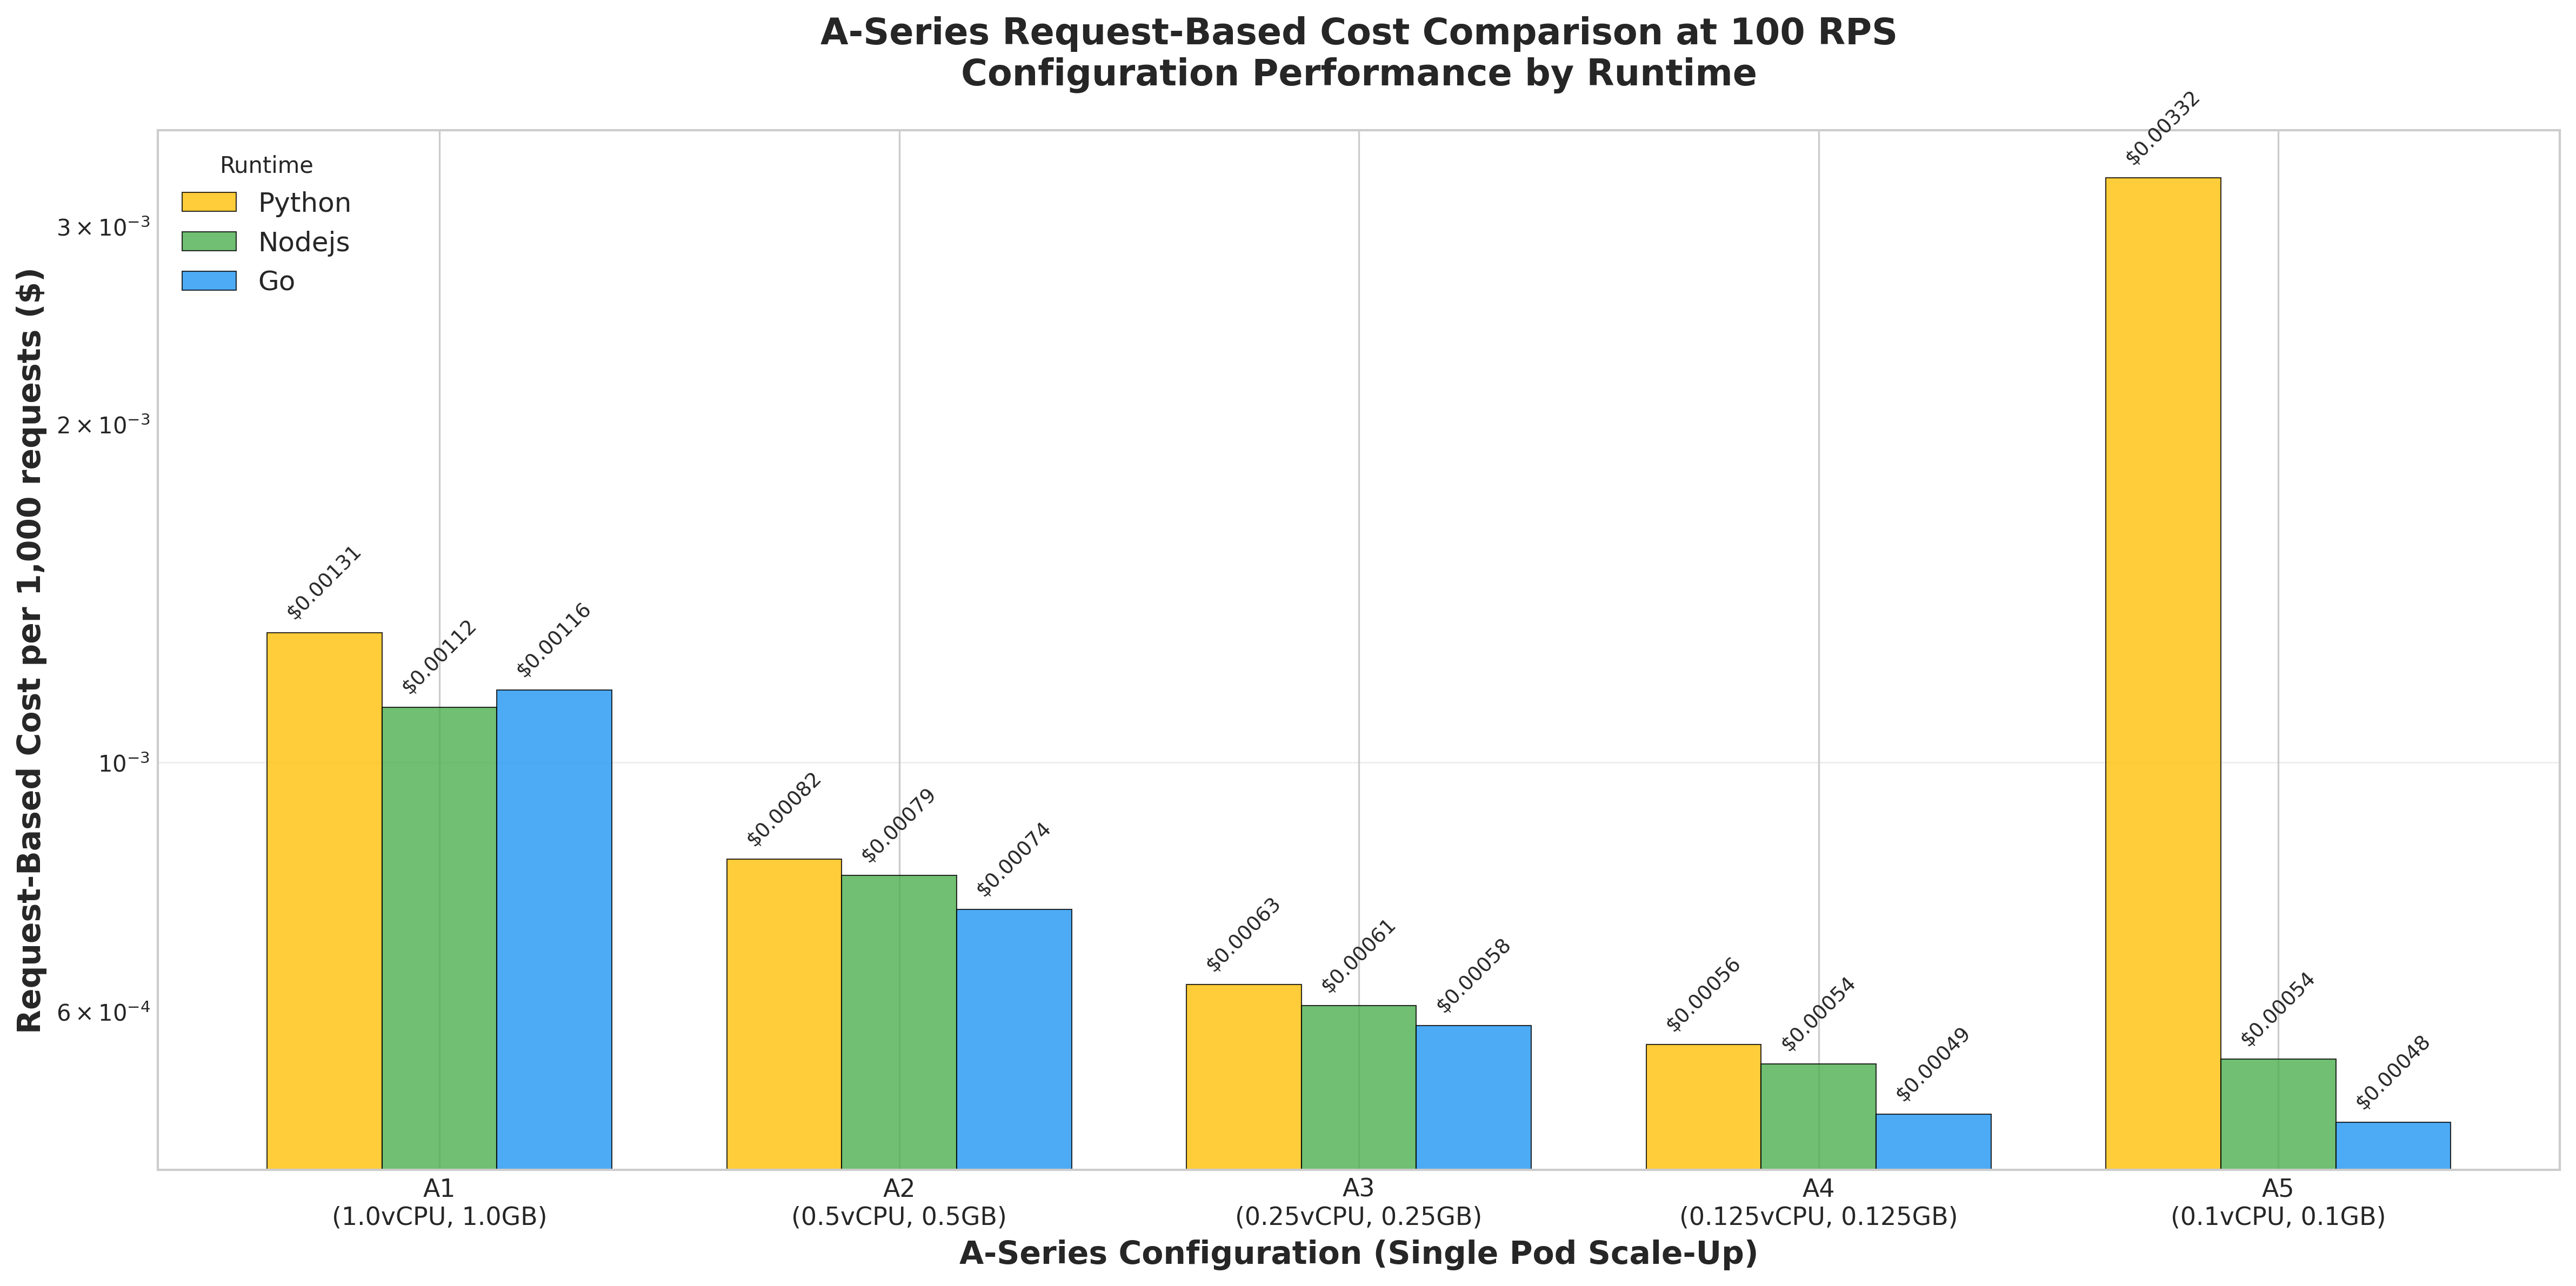 A-Series Request-Based Cost Comparison at 100 RPS
Configuration Performance by Runtime
Request-Based Cost per 1,000 requests ($)
3 × 10⁻³
2 × 10⁻³
10⁻³
6 × 10⁻⁴
Runtime
Python
Nodejs
Go
$0.00131
$0.00112
$0.00116
$0.00082
$0.00079
$0.00074
$0.00063
$0.00061
$0.00058
$0.00056
$0.00054
$0.00049
$0.00332
$0.00054
$0.00048
A1
(1.0vCPU, 1.0GB)
A2
(0.5vCPU, 0.5GB)
A3
(0.25vCPU, 0.25GB)
A4
(0.125vCPU, 0.125GB)
A5
(0.1vCPU, 0.1GB)
A-Series Configuration (Single Pod Scale-Up)